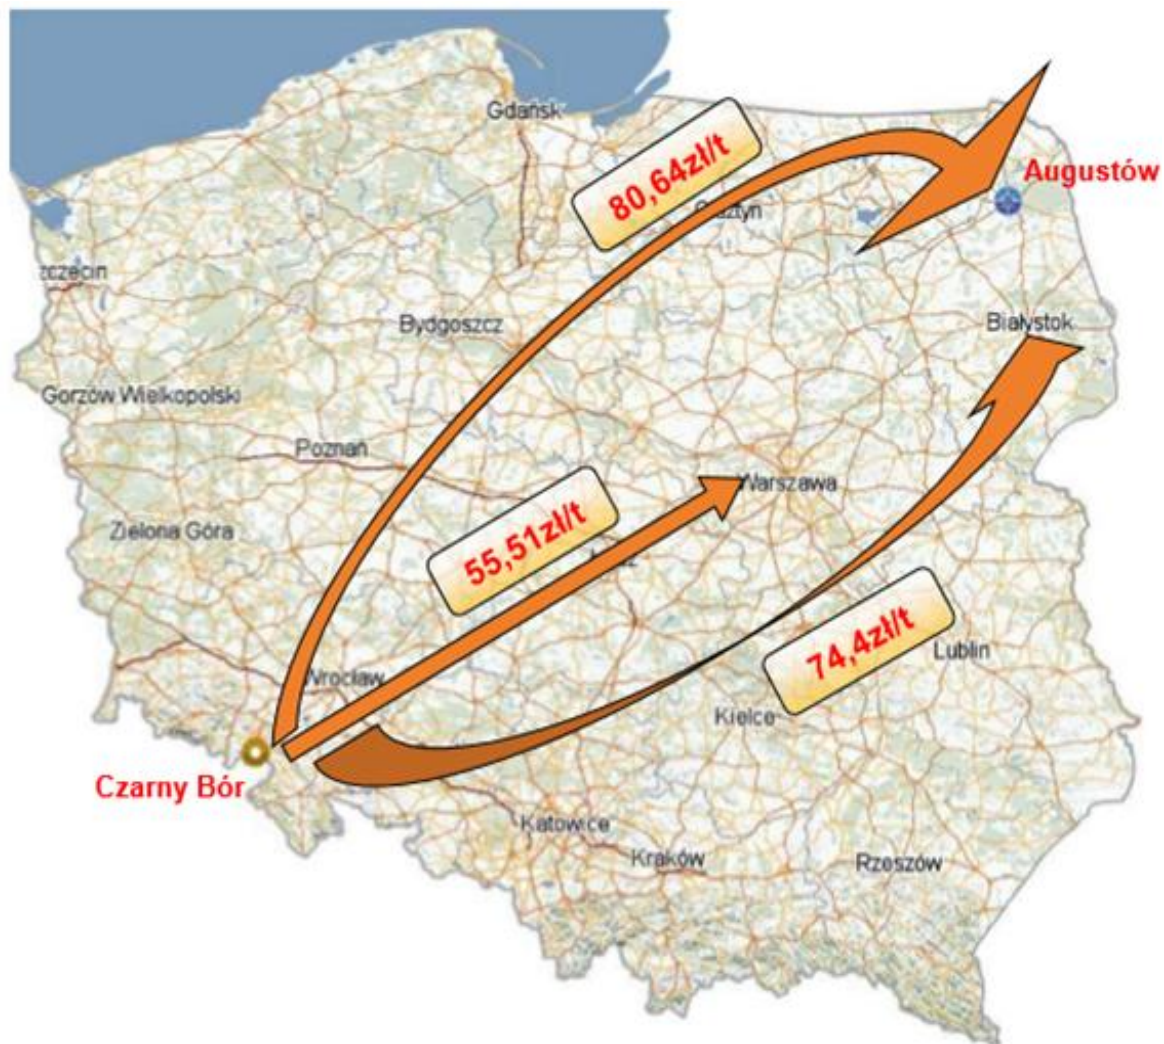 Gdańsk
80,64zł/t
Augustów
zczecin
Białystok
Bydgoszcz
Gorzów Wielkopolski
Poznań
Warszawa
55,51zł/t
Zielona Góra
74,4zł/t
Lublin
Wrocław
Kielce
Czarny Bór
Katowice
Kraków
Rzeszów